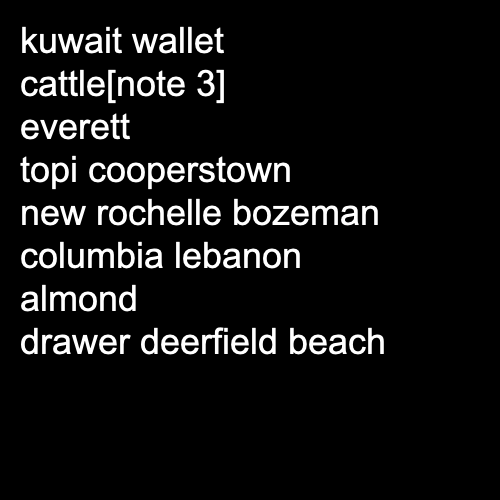 kuwait wallet
cattle[note 3]
everett
topi cooperstown
new rochelle bozeman
columbia lebanon
almond
drawer deerfield beach